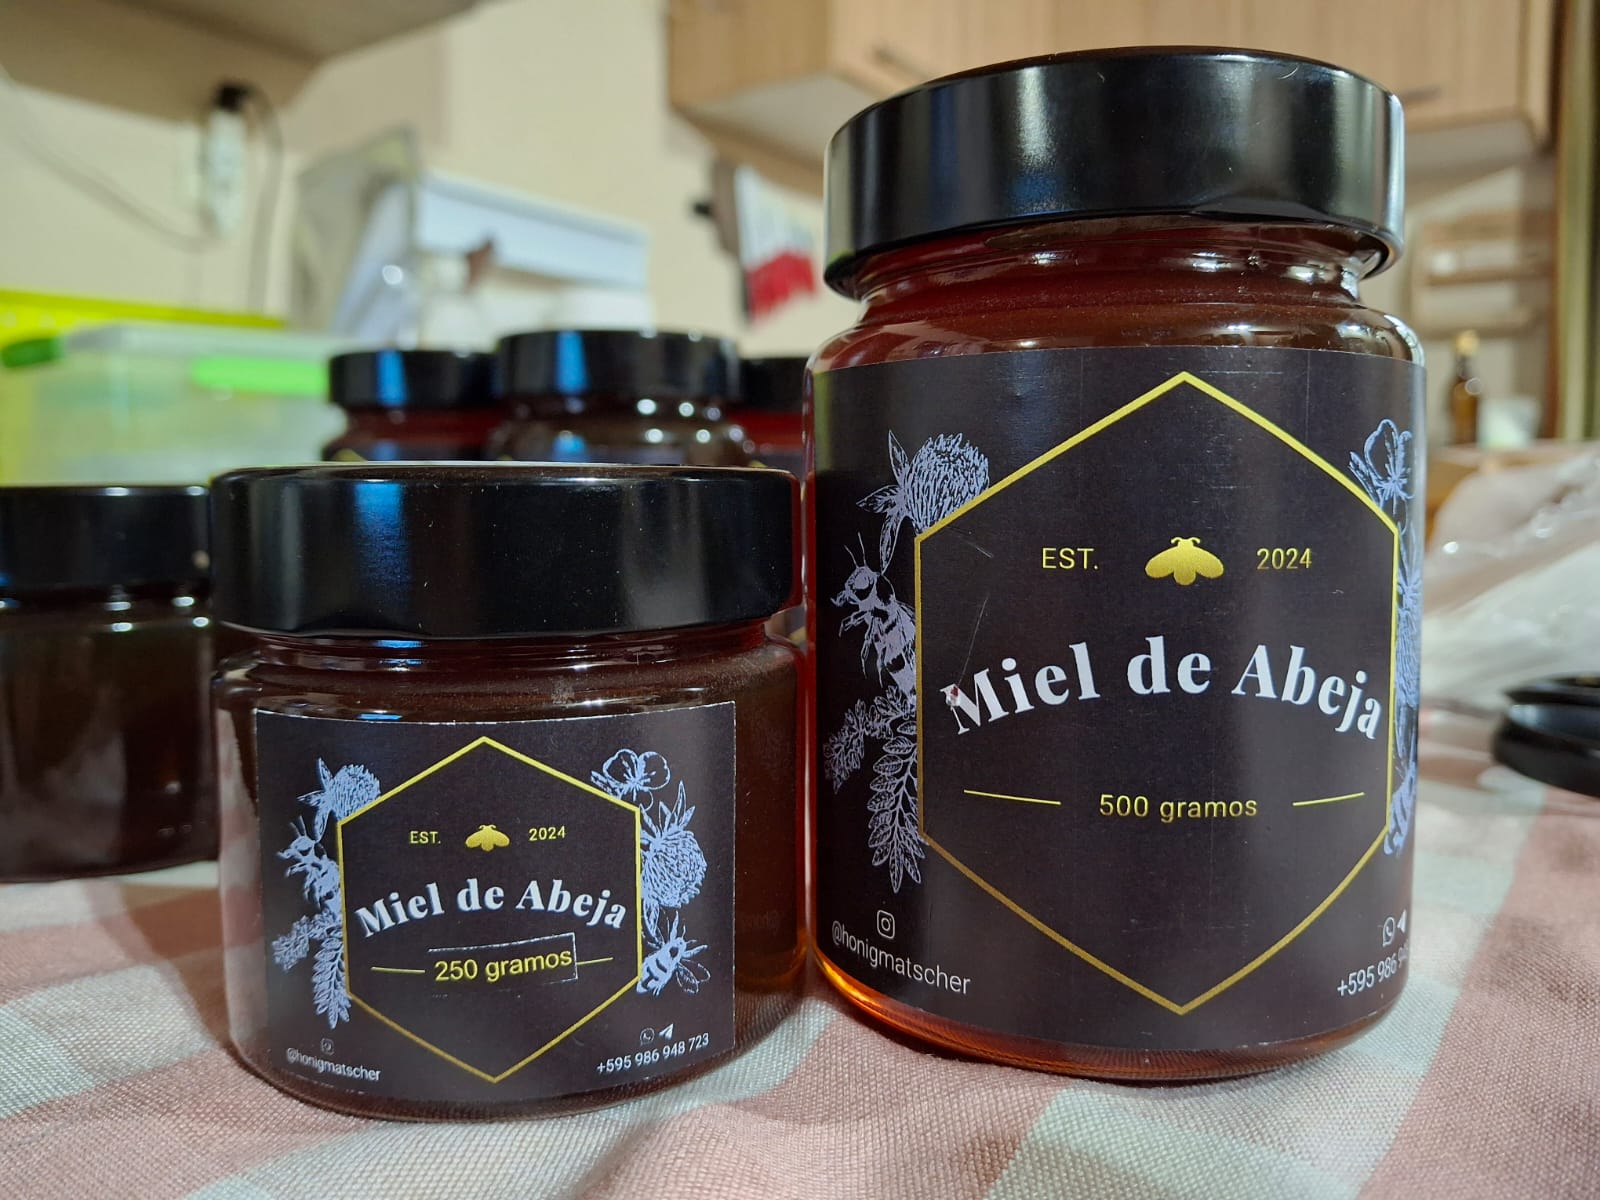 EST. 2024
Miel de Abeja
250 gramos
@honigmatscher
+595 986 948 723
EST. 2024
Miel de Abeja
500 gramos
@honigmatscher
+595 986